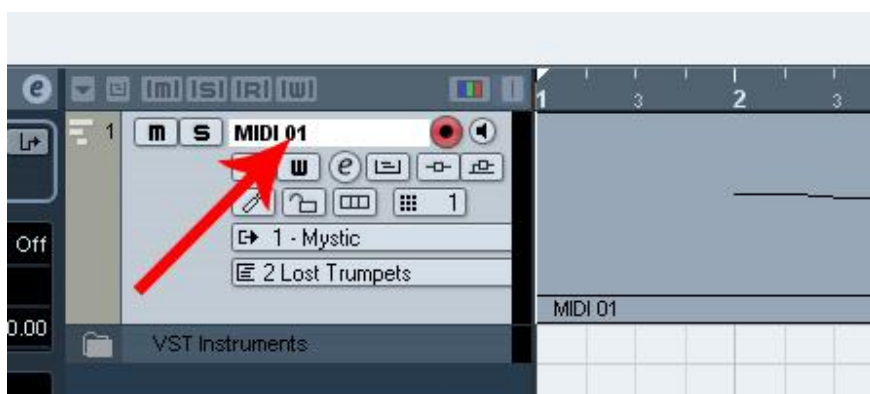 e m S R W 1 3 2 3
1 m S MIDI 01
R W e
1
Off 1 - Mystic
2 Lost Trumpets
MIDI 01
0.00 VST Instruments